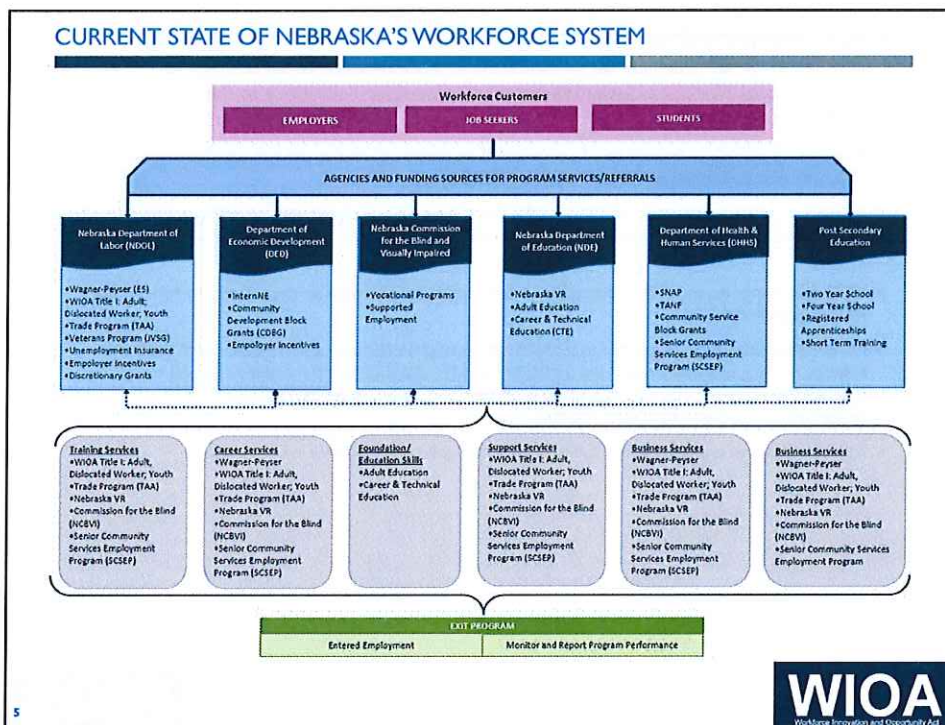 CURRENT STATE OF NEBRASKA'S WORKFORCE SYSTEM
Workforce Customers
EMPLOYERS
JOB SEEKERS
STUDENTS
AGENCIES AND FUNDING SOURCES FOR PROGRAM SERVICES/REFERRALS
Nebraska Department of
Labor (NDOL)
•Wagner-Peyser (ES)
•WIOA Title I: Adult;
Dislocated Worker; Youth
•Trade Program (TAA)
•Veterans Program (JVSG)
•Unemployment Insurance
•Empoloyer Incentives
•Discretionary Grants
Department of
Economic Development
(DED)
•InternNE
•Community
Development Block
Grants (CDBG)
•Empoloyer Incentives
Nebraska Commission
for the Blind and
Visually Impaired
•Vocational Programs
•Supported
Employment
Nebraska Department
of Education (NDE)
•Nebraska VR
•Adult Education
•Career & Technical
Education (CTE)
Department of Health &
Human Services (DHHS)
•SNAP
•TANF
•Community Service
Block Grants
•Senior Community
Services Employment
Program (SCSEP)
Post Secondary
Education
•Two Year School
•Four Year School
•Registered
Apprenticeships
•Short Term Training
Training Services
•WIOA Title I: Adult,
Dislocated Worker; Youth
•Trade Program (TAA)
•Nebraska VR
•Commission for the Blind
(NCBVI)
•Senior Community
Services Employment
Program (SCSEP)
Career Services
•Wagner-Peyser
•WIOA Title I: Adult,
Dislocated Worker; Youth
•Trade Program (TAA)
•Nebraska VR
•Commission for the Blind
(NCBVI)
•Senior Community
Services Employment
Program (SCSEP)
Foundation/
Education Skills
•Adult Education
•Career & Technical
Education
Support Services
•WIOA Title I: Adult,
Dislocated Worker; Youth
•Trade Program (TAA)
•Nebraska VR
•Commission for the Blind
(NCBVI)
•Senior Community
Services Employment
Program (SCSEP)
Business Services
•Wagner-Peyser
•WIOA Title I: Adult,
Dislocated Worker; Youth
•Trade Program (TAA)
•Nebraska VR
•Commission for the Blind
(NCBVI)
•Senior Community
Services Employment
Program (SCSEP)
Business Services
•Wagner-Peyser
•WIOA Title I: Adult,
Dislocated Worker; Youth
•Trade Program (TAA)
•Nebraska VR
•Commission for the Blind
(NCBVI)
•Senior Community Services
Employment Program
EXIT PROGRAM
Entered Employment
Monitor and Report Program Performance
5
WIOA
Workforce Innovation and Opportunity Act